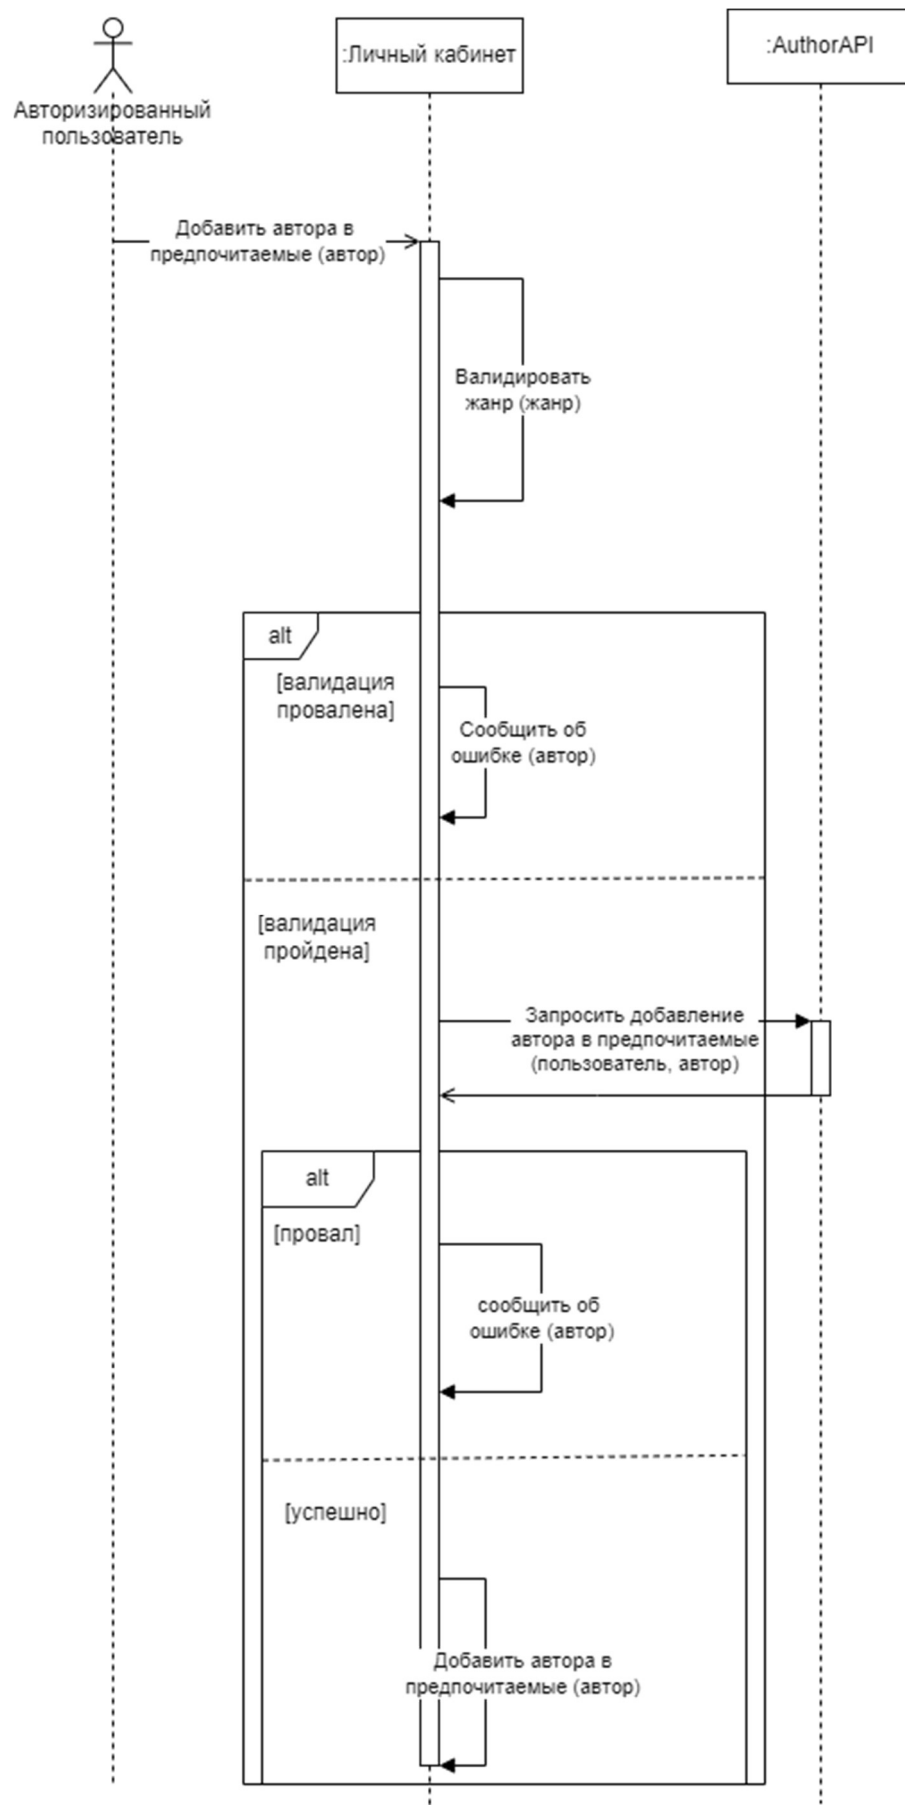 Авторизированный
пользователь
:Личный кабинет
:AuthorAPI
Добавить автора в
предпочитаемые (автор)
Валидировать
жанр (жанр)
alt
[валидация
провалена]
Сообщить об
ошибке (автор)
[валидация
пройдена]
Запросить добавление
автора в предпочитаемые
(пользователь, автор)
alt
[провал]
сообщить об
ошибке (автор)
[успешно]
Добавить автора в
предпочитаемые (автор)